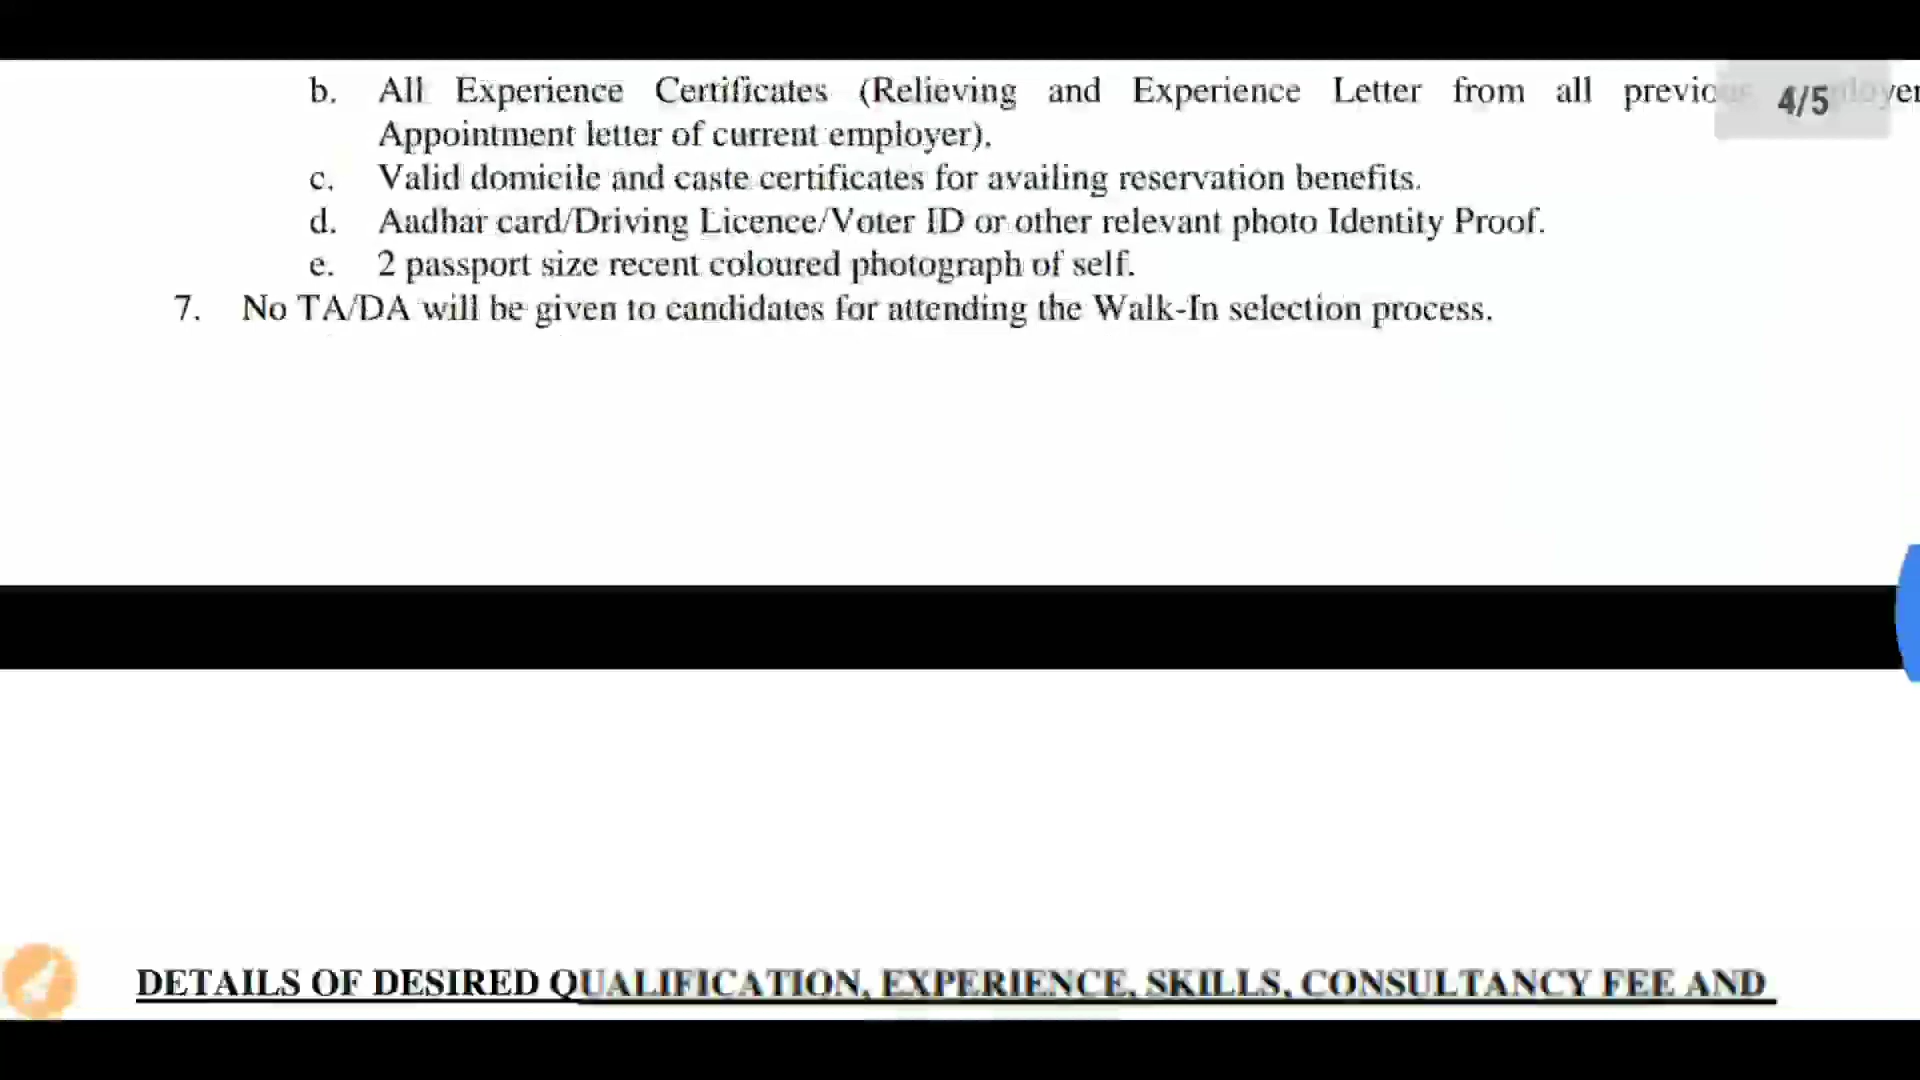 b. All Experience Certificates (Relieving and Experience Letter from all
4/5
Appointment letter of current employer).
c. Valid domicile and caste certificates for availing reservation benefits.
d. Aadhar card/Driving Licence/Voter ID or other relevant photo Identity Proof.
e. 2 passport size recent coloured photograph of self.
7. No TA/DA will be given to candidates for attending the Walk-In selection process.
DETAILS OF DESIRED QUALIFICATION, EXPERIENCE, SKILLS, CONSULTANCY FEE AND